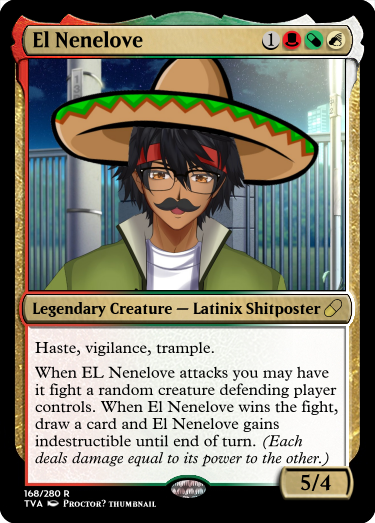 El Nenelove
1
Legendary Creature — Latinix Shitposter
Haste, vigilance, trample.
When EL Nenelove attacks you may have
it fight a random creature defending player
controls. When El Nenelove wins the fight,
draw a card and El Nenelove gains
indestructible until end of turn. (Each
deals damage equal to its power to the other.)
5/4
168/280 R
TVA Proctor? thumbnail